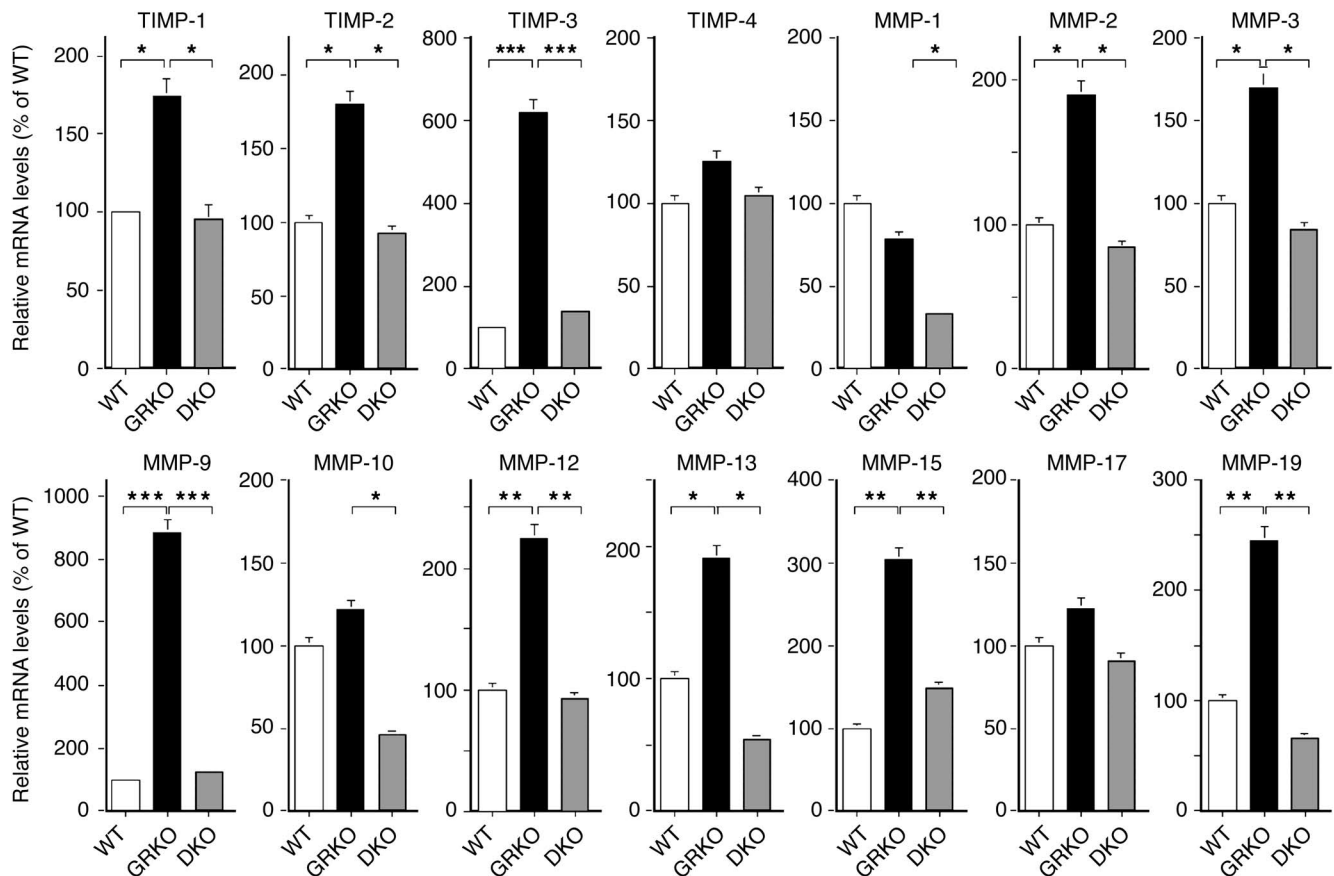 TIMP-1 TIMP-2 TIMP-3 TIMP-4 MMP-1 MMP-2 MMP-3
Relative mRNA levels (% of WT)
200 150 100 50 0
* *
WT GRKO DKO
200 150 100 50 0
* *
WT GRKO DKO
800 600 400 200 0
*** ***
WT GRKO DKO
200 150 100 50 0
WT GRKO DKO
200 150 100 50 0
*
WT GRKO DKO
200 100 0
* *
WT GRKO DKO
200 150 100 50 0
* *
WT GRKO DKO
MMP-9 MMP-10 MMP-12 MMP-13 MMP-15 MMP-17 MMP-19
Relative mRNA levels (% of WT)
1000 800 600 400 200 0
*** ***
WT GRKO DKO
200 150 100 50 0
*
WT GRKO DKO
200 100 0
** **
WT GRKO DKO
200 100 0
* *
WT GRKO DKO
400 300 200 100 0
** **
WT GRKO DKO
200 150 100 50 0
WT GRKO DKO
300 200 100 0
** **
WT GRKO DKO